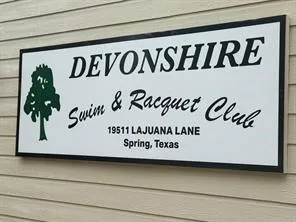 DEVONSHIRE
Swim & Racquet Club
19511 LAJUANA LANE
Spring, Texas